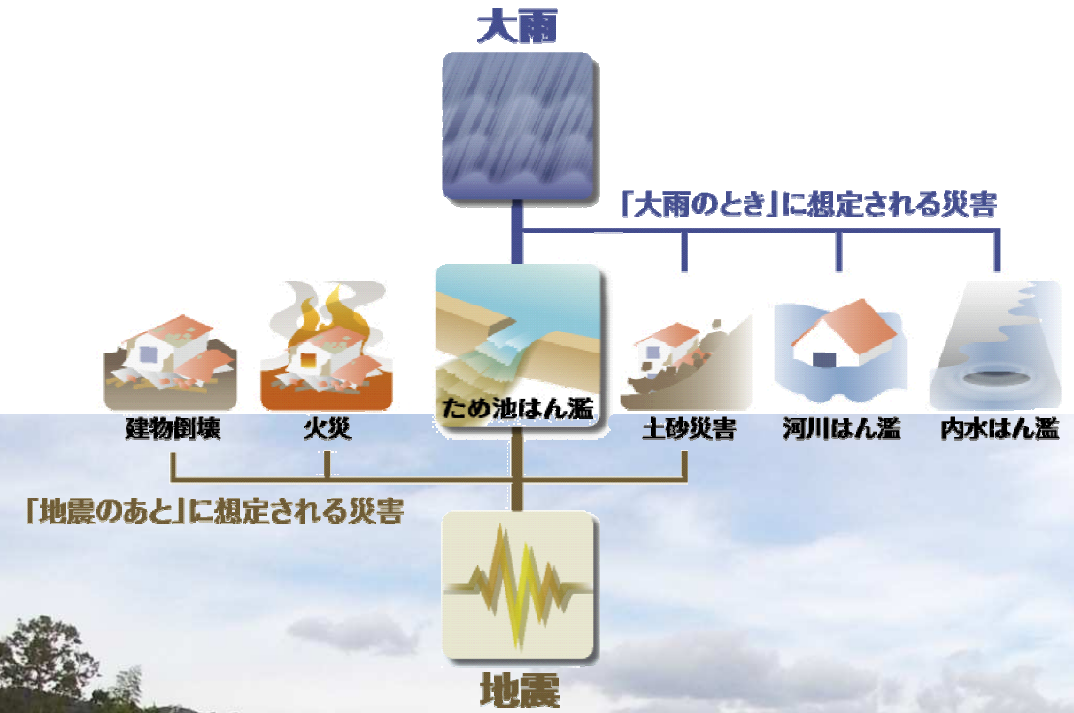 大雨
「大雨のとき」に想定される災害
建物倒壊
火災
ため池はん濫
土砂災害
河川はん濫
内水はん濫
「地震のあと」に想定される災害
地震